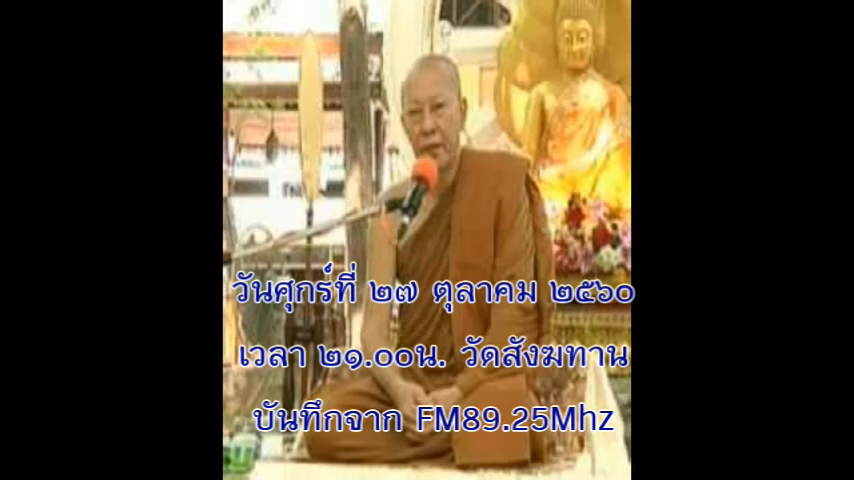 วันศุกร์ที่ ๒๗ ตุลาคม ๒๕๖๐
เวลา ๒๑.๐๐น. วัดสังฆทาน
บันทึกจาก FM89.25Mhz